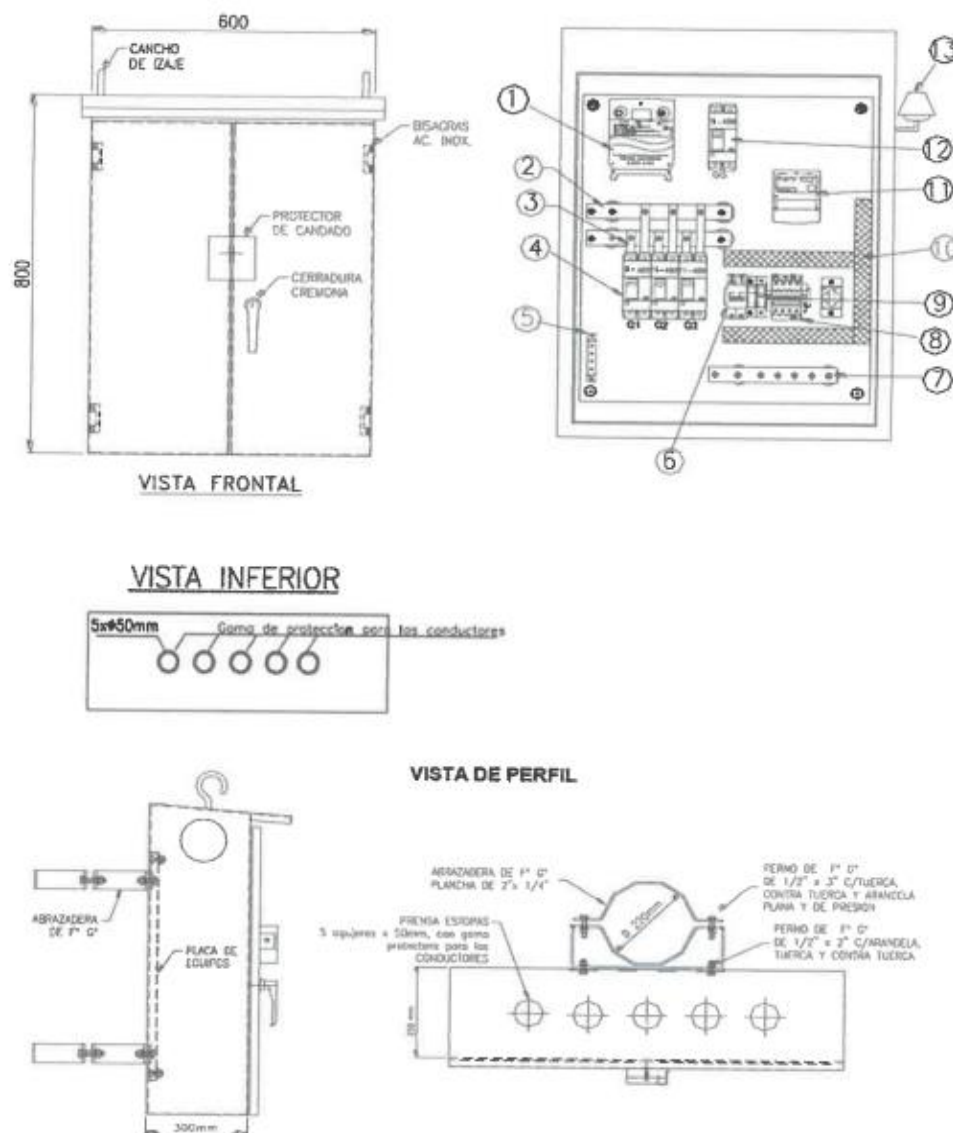 600
CANCHO
DE IZAJE
BISAGRAS
AC. INOX.
PROTECTOR
DE CANDADO
CERRADURA
CREMONA
800
VISTA FRONTAL
1
2
3
4
5
6
7
8
9
10
11
12
13
G1 G2 G3
VISTA INFERIOR
5xø50mm Goma de proteccion para los conductores
VISTA DE PERFIL
ABRAZADERA
DE F° G°
PLACA DE
EQUIPOS
300mm
ABRAZADERA DE F° G°
PLANCHA DE 2"x 1/4"
PRENSA ESTOPAS
5 agujeros x 50mm, con goma
protectora para los
CONDUCTORES
D 220mm
PERNO DE F° G°
DE 1/2" x 3" C/TUERCA,
CONTRA TUERCA Y ARANDELA
PLANA Y DE PRESION
PERNO DE F° G°
DE 1/2" x 2" C/ARANDELA,
TUERCA Y CONTRA TUERCA